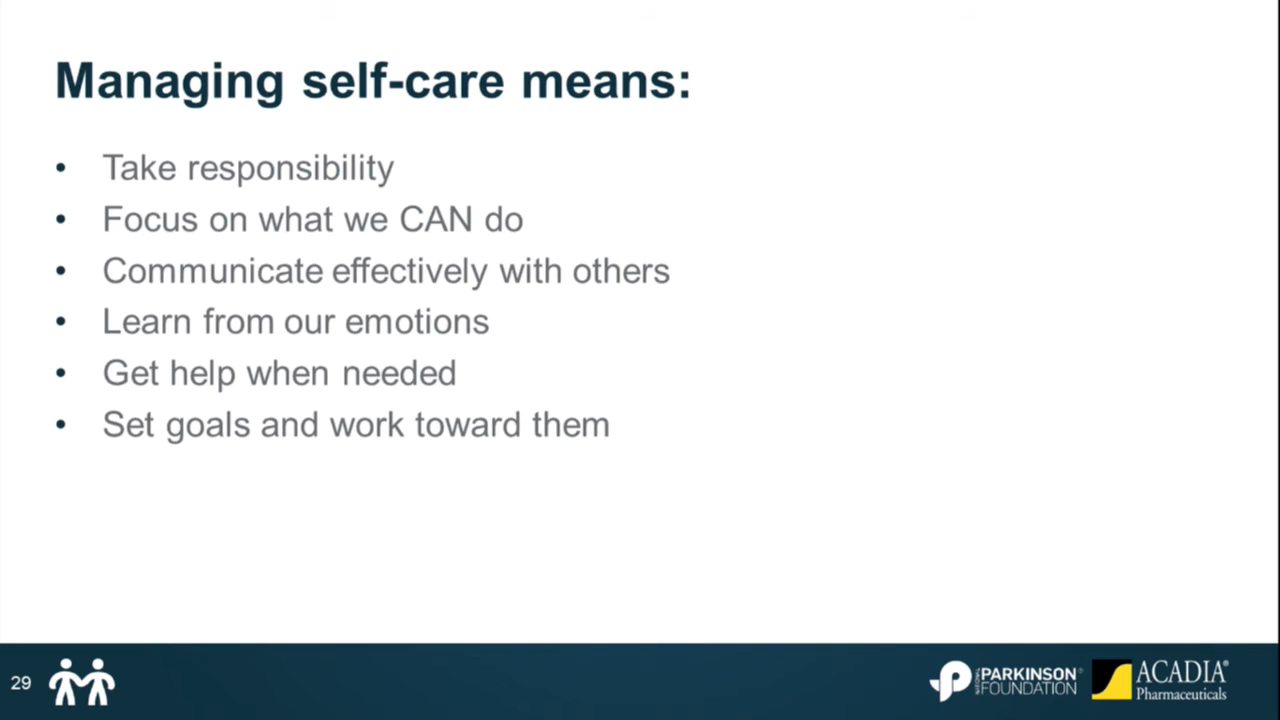 Managing self-care means:
• Take responsibility
• Focus on what we CAN do
• Communicate effectively with others
• Learn from our emotions
• Get help when needed
• Set goals and work toward them
29
NATIONAL PARKINSON®
FOUNDATION
ACADIA®
Pharmaceuticals